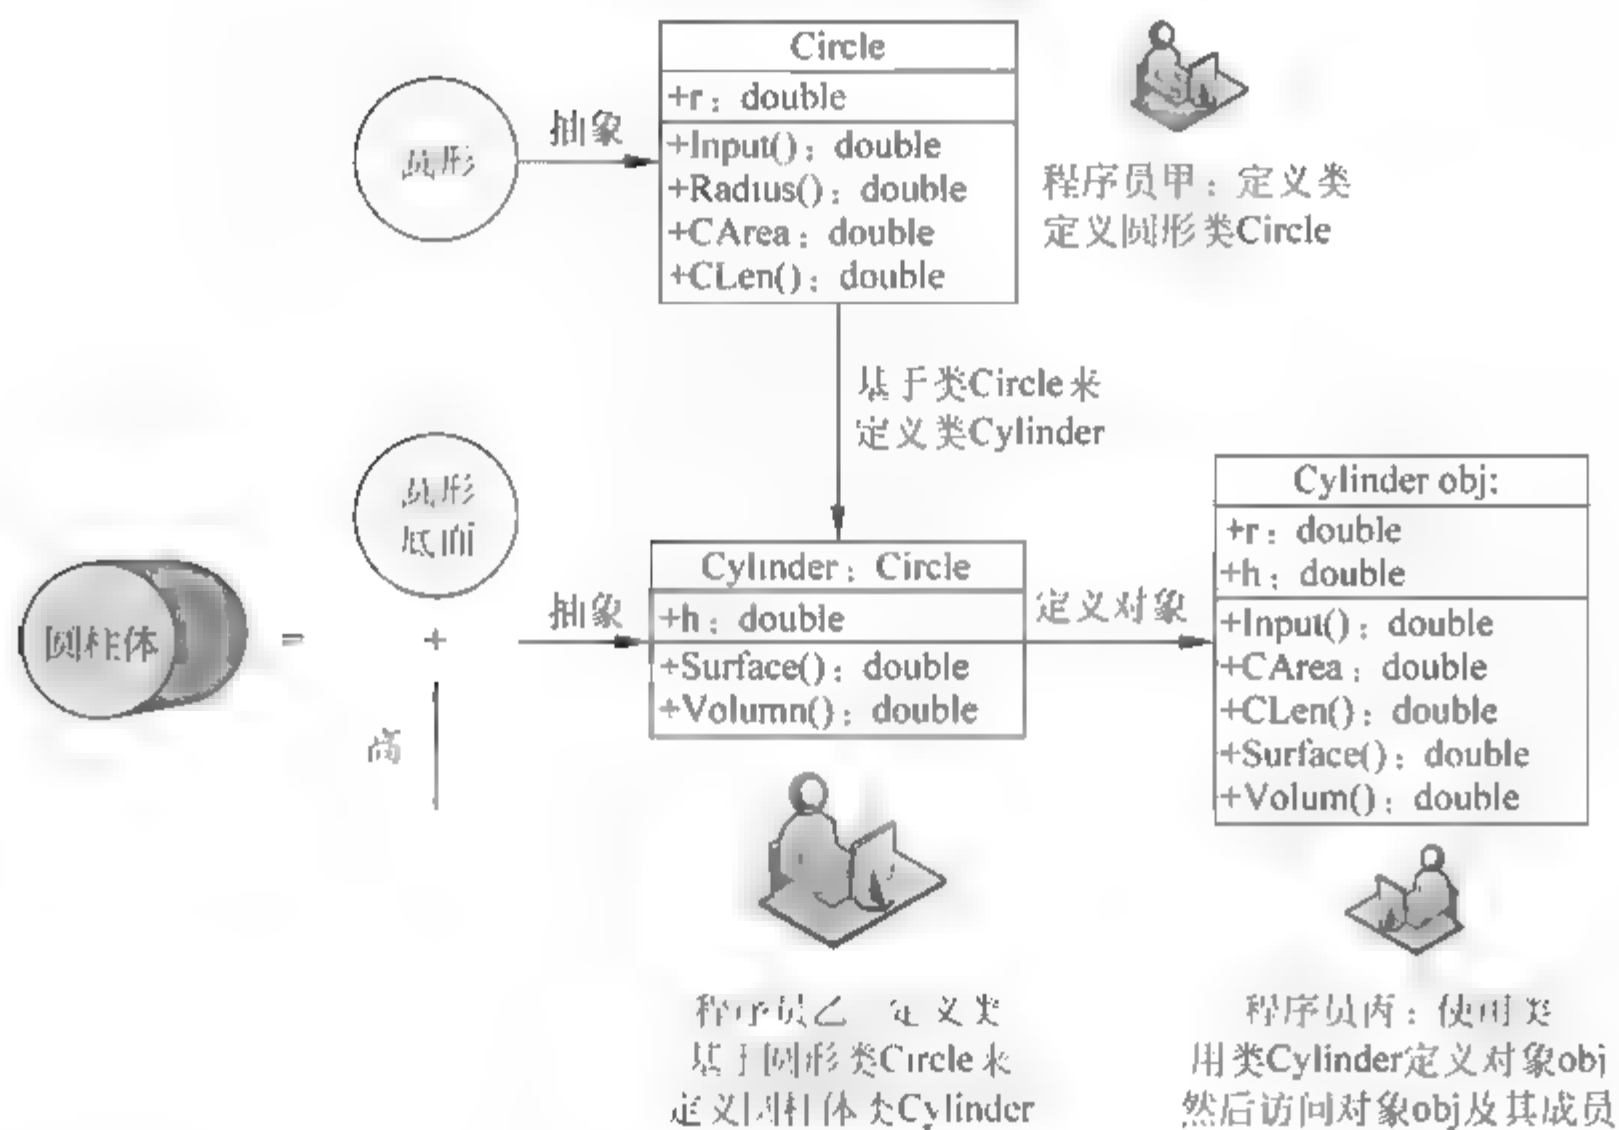 Circle
+r：double
+Input()：double
+Radius()：double
+CArea：double
+CLen()：double
圆形
抽象
程序员甲：定义类
定义圆形类Circle
基于类Circle来
定义类Cylinder
圆形
底面
圆柱体
=
+
高
抽象
Cylinder：Circle
+h：double
+Surface()：double
+Volumn()：double
定义对象
Cylinder obj:
+r：double
+h：double
+Input()：double
+CArea：double
+CLen()：double
+Surface()：double
+Volum()：double
程序员乙 定义类
基于圆形类Circle来
定义圆柱体类Cylinder
程序员丙：使用类
用类Cylinder定义对象obj
然后访问对象obj及其成员